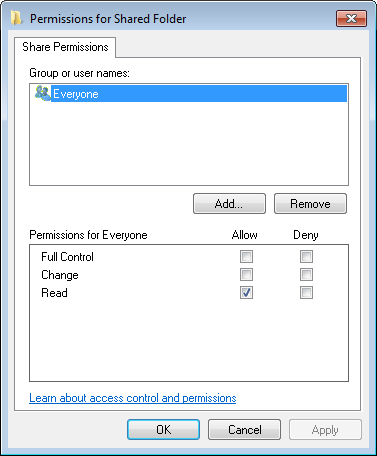 Permissions for Shared Folder
Share Permissions
Group or user names:
Everyone
Add... Remove
Permissions for Everyone Allow Deny
Full Control
Change
Read
Learn about access control and permissions
OK Cancel Apply